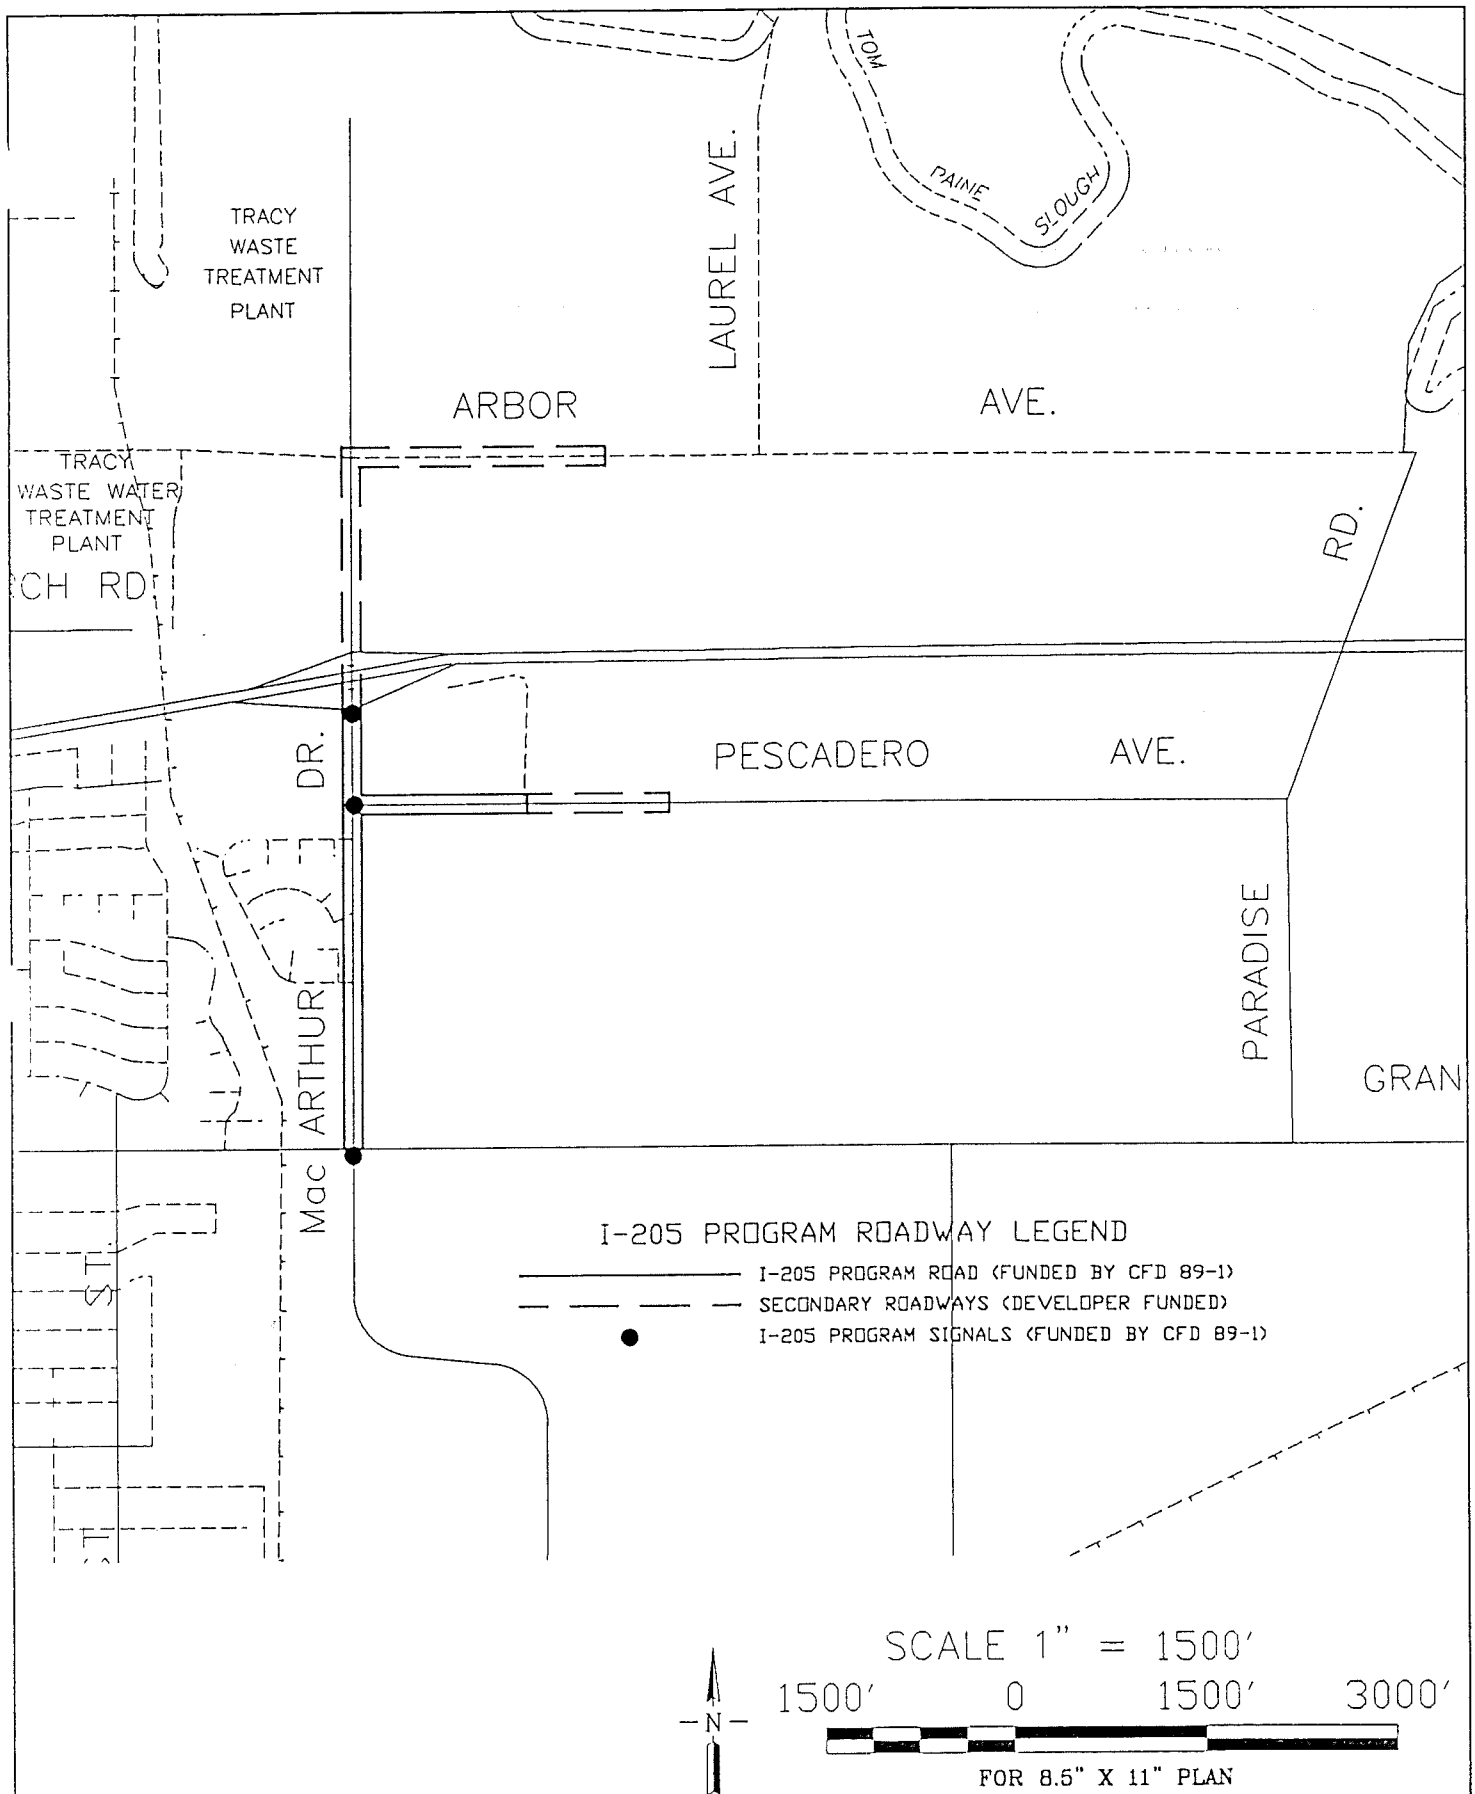 TOM
PAINE
SLOUGH
LAUREL AVE.
TRACY
WASTE
TREATMENT
PLANT
ARBOR AVE.
TRACY
WASTE WATER
TREATMENT
PLANT
RCH RD
RD.
DR.
PESCADERO AVE.
PARADISE
Mac ARTHUR
GRAN
I-205 PROGRAM ROADWAY LEGEND
I-205 PROGRAM ROAD (FUNDED BY CFD 89-1)
SECONDARY ROADWAYS (DEVELOPER FUNDED)
I-205 PROGRAM SIGNALS (FUNDED BY CFD 89-1)
ST.
ST
SCALE 1" = 1500'
1500' 0 1500' 3000'
N
FOR 8.5" X 11" PLAN